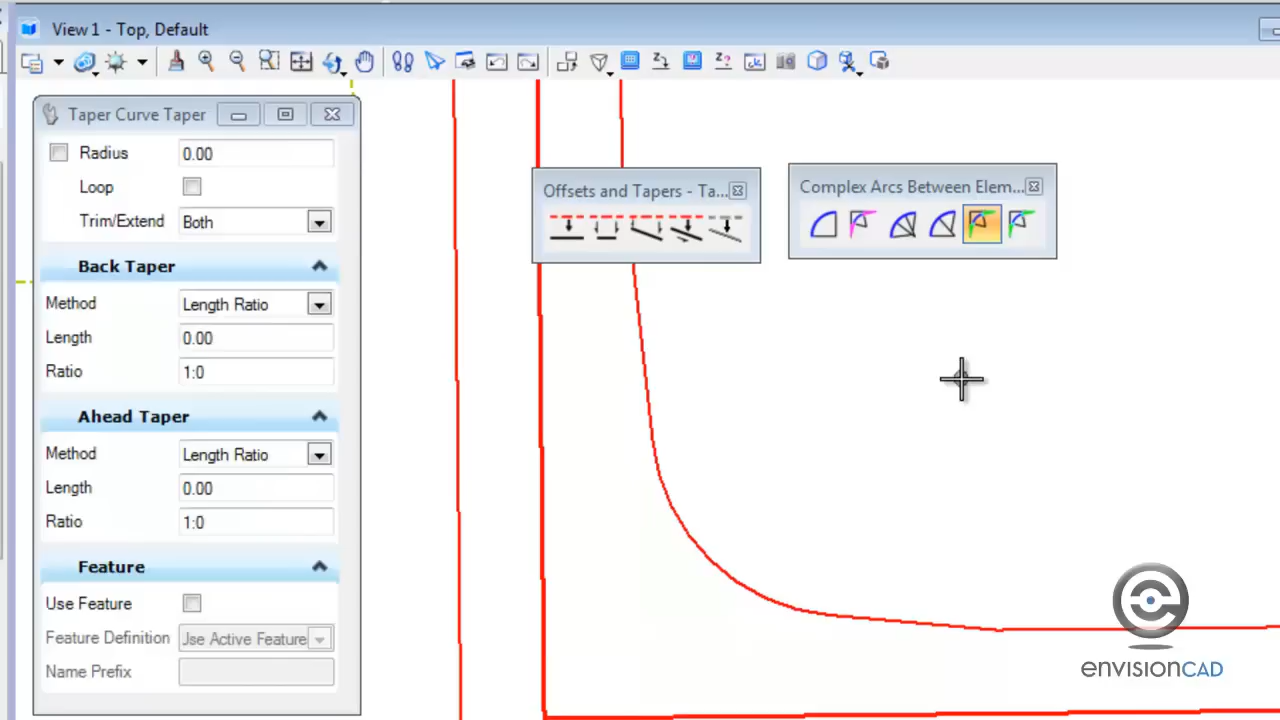 View 1 - Top, Default
Taper Curve Taper
Radius 0.00
Loop
Trim/Extend Both
Back Taper
Method Length Ratio
Length 0.00
Ratio 1:0
Ahead Taper
Method Length Ratio
Length 0.00
Ratio 1:0
Feature
Use Feature
Feature Definition Jse Active Feature
Name Prefix
Offsets and Tapers - Ta...
Complex Arcs Between Elem...
envisionCAD